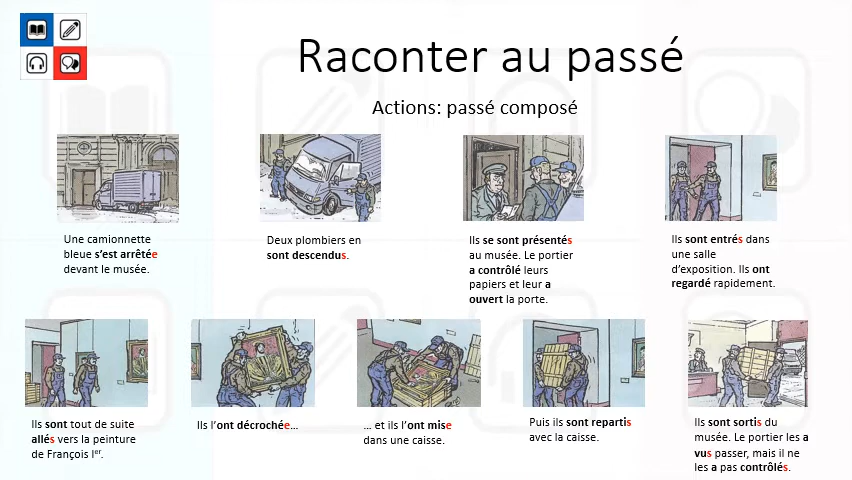 Raconter au passé
Actions: passé composé
Une camionnette
bleue s'est arrêtée
devant le musée.
Deux plombiers en
sont descendus.
Ils se sont présentés
au musée. Le portier
a contrôlé leurs
papiers et leur a
ouvert la porte.
Ils sont entrés dans
une salle
d'exposition. Ils ont
regardé rapidement.
Ils sont tout de suite
allés vers la peinture
de François Ier.
Ils l'ont décrochée…
… et ils l'ont mise
dans une caisse.
Puis ils sont repartis
avec la caisse.
Ils sont sortis du
musée. Le portier les a
vus passer, mais il ne
les a pas contrôlés.